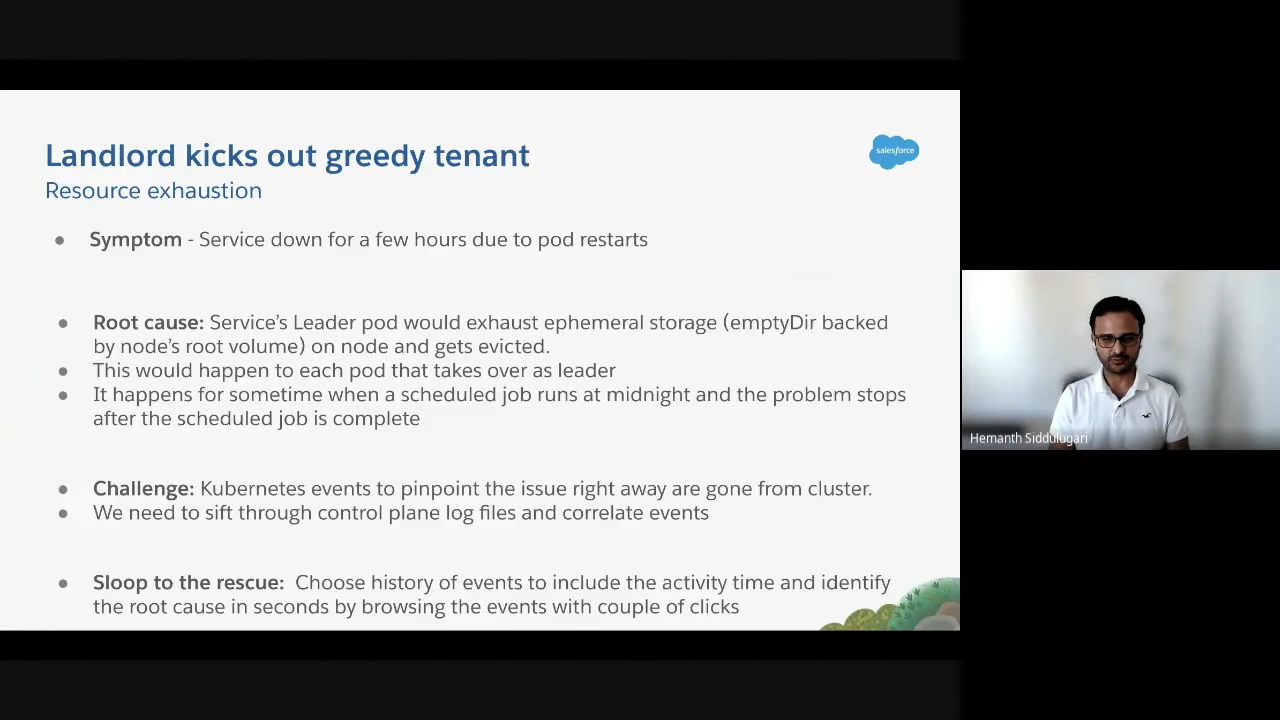 Landlord kicks out greedy tenant
salesforce
Resource exhaustion
● Symptom - Service down for a few hours due to pod restarts
● Root cause: Service's Leader pod would exhaust ephemeral storage (emptyDir backed
by node's root volume) on node and gets evicted.
● This would happen to each pod that takes over as leader
● It happens for sometime when a scheduled job runs at midnight and the problem stops
after the scheduled job is complete
● Challenge: Kubernetes events to pinpoint the issue right away are gone from cluster.
● We need to sift through control plane log files and correlate events
● Sloop to the rescue: Choose history of events to include the activity time and identify
the root cause in seconds by browsing the events with couple of clicks
Hemanth Siddulugari